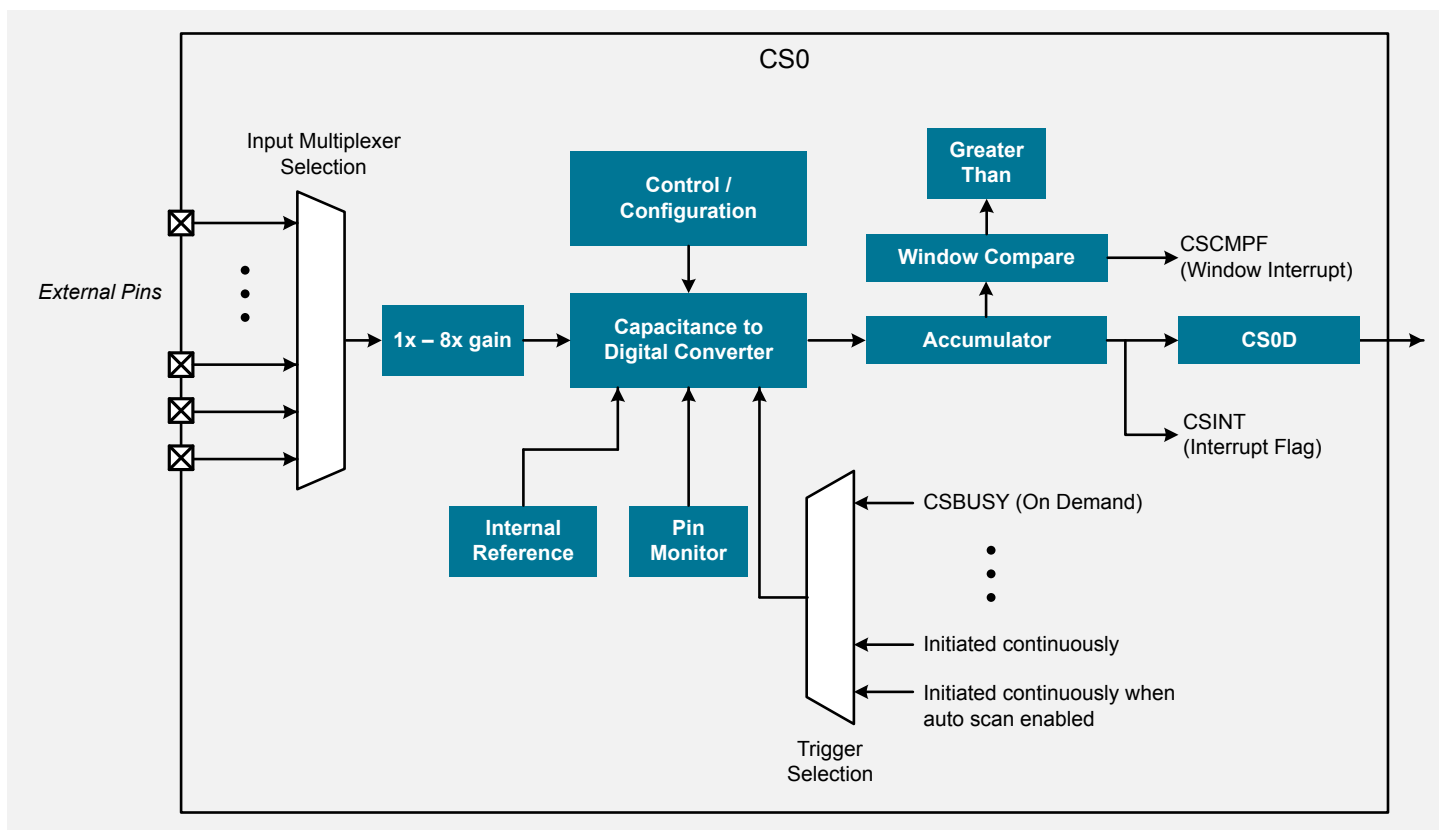 CS0
Input Multiplexer
Selection
External Pins
1x – 8x gain
Control /
Configuration
Capacitance to
Digital Converter
Internal
Reference
Pin
Monitor
Greater
Than
Window Compare
CSCMPF
(Window Interrupt)
Accumulator
CS0D
CSINT
(Interrupt Flag)
CSBUSY (On Demand)
Initiated continuously
Initiated continuously when
auto scan enabled
Trigger
Selection